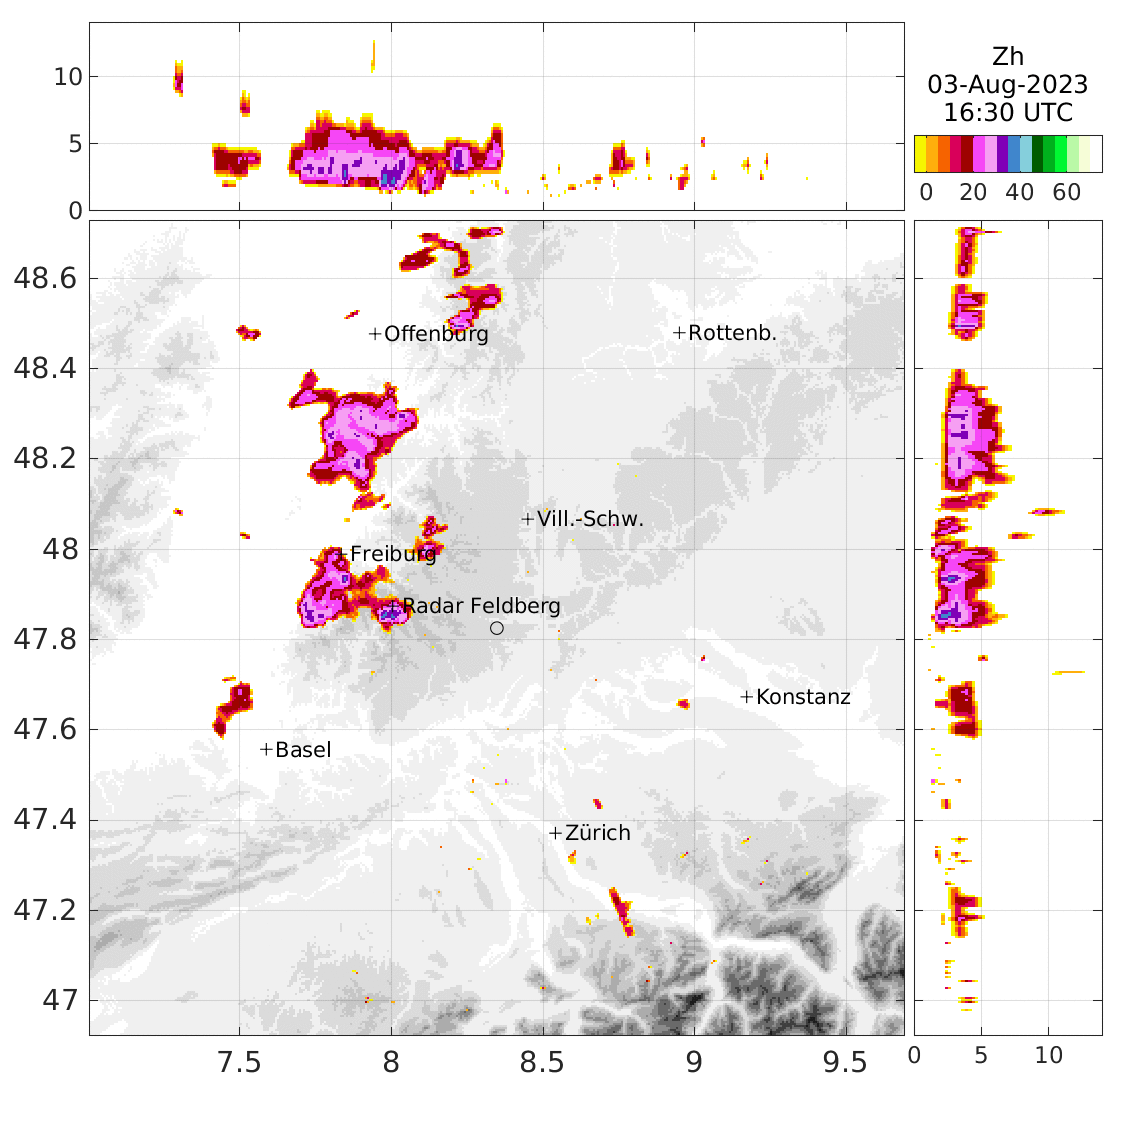 10
5
0
Zh
03-Aug-2023
16:30 UTC
0 20 40 60
48.6
48.4
48.2
48
47.8
47.6
47.4
47.2
47
+Offenburg
+Rottenb.
+Vill.-Schw.
+Freiburg
+Radar Feldberg
+Konstanz
+Basel
+Zürich
7.5 8 8.5 9 9.5
0 5 10